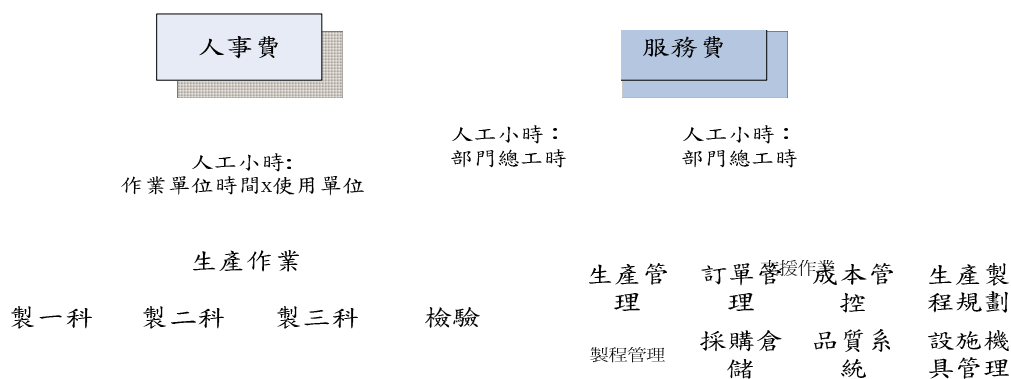 人事費
服務費
人工小時：
部門總工時
人工小時：
部門總工時
人工小時:
作業單位時間x使用單位
生產作業
支援作業
製一科
製二科
製三科
檢驗
生產管
理
訂單管
理
成本管
控
生產製
程規劃
製程管理
採購倉
儲
品質系
統
設施機
具管理